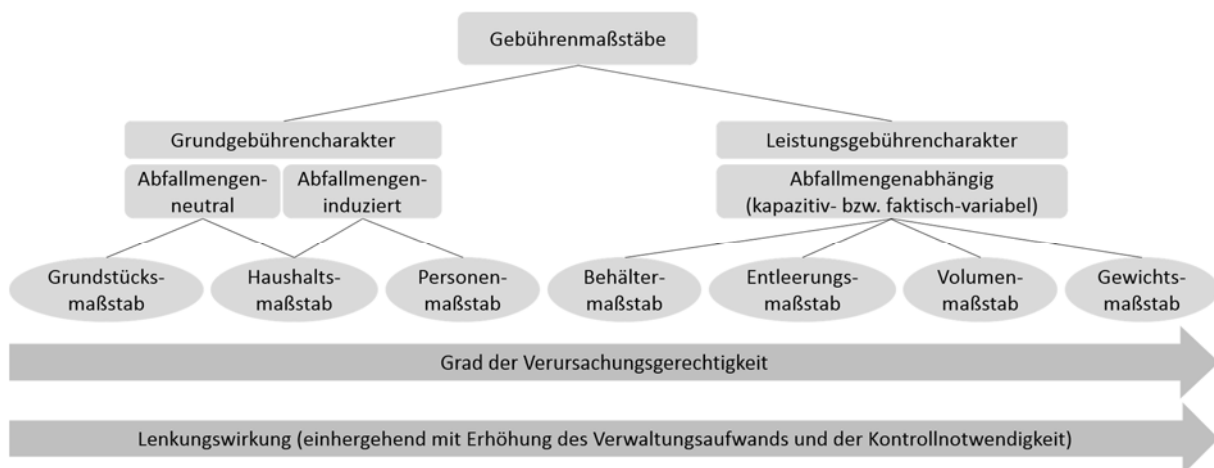 Gebührenmaßstäbe
Grundgebührencharakter
Leistungsgebührencharakter
Abfallmengen-
neutral
Abfallmengen-
induziert
Abfallmengenabhängig
(kapazitiv- bzw. faktisch-variabel)
Grundstücks-
maßstab
Haushalts-
maßstab
Personen-
maßstab
Behälter-
maßstab
Entleerungs-
maßstab
Volumen-
maßstab
Gewichts-
maßstab
Grad der Verursachungsgerechtigkeit
Lenkungswirkung (einhergehend mit Erhöhung des Verwaltungsaufwands und der Kontrollnotwendigkeit)